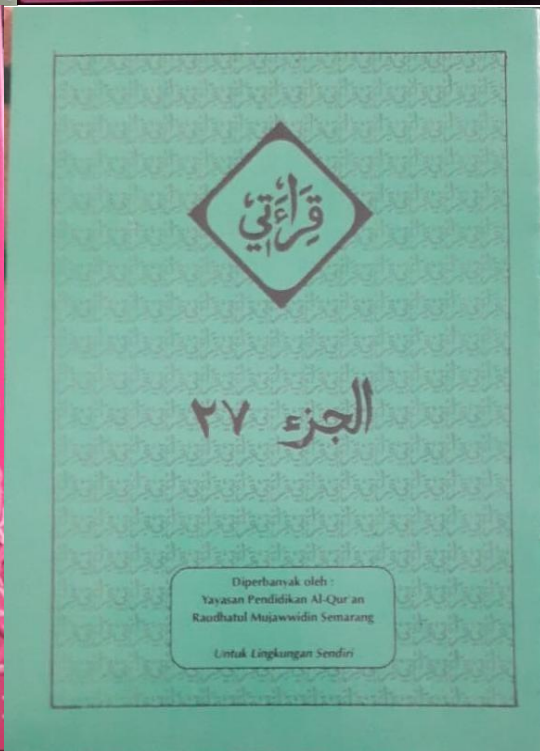 قِرَاءَتِي
الجزء ٢٧
Diperbanyak oleh :
Yayasan Pendidikan Al-Qur'an
Raudhatul Mujawwidin Semarang
Untuk Lingkungan Sendiri